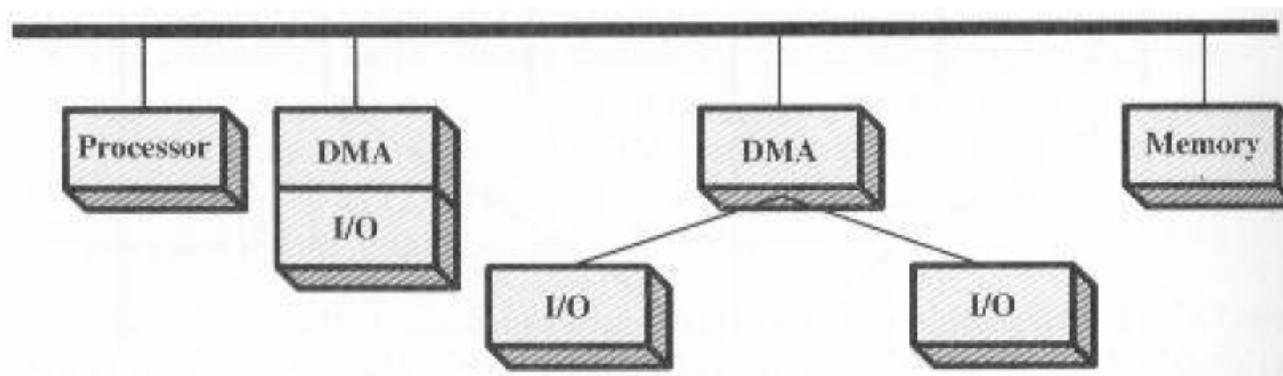 Processor
DMA
I/O
DMA
Memory
I/O
I/O